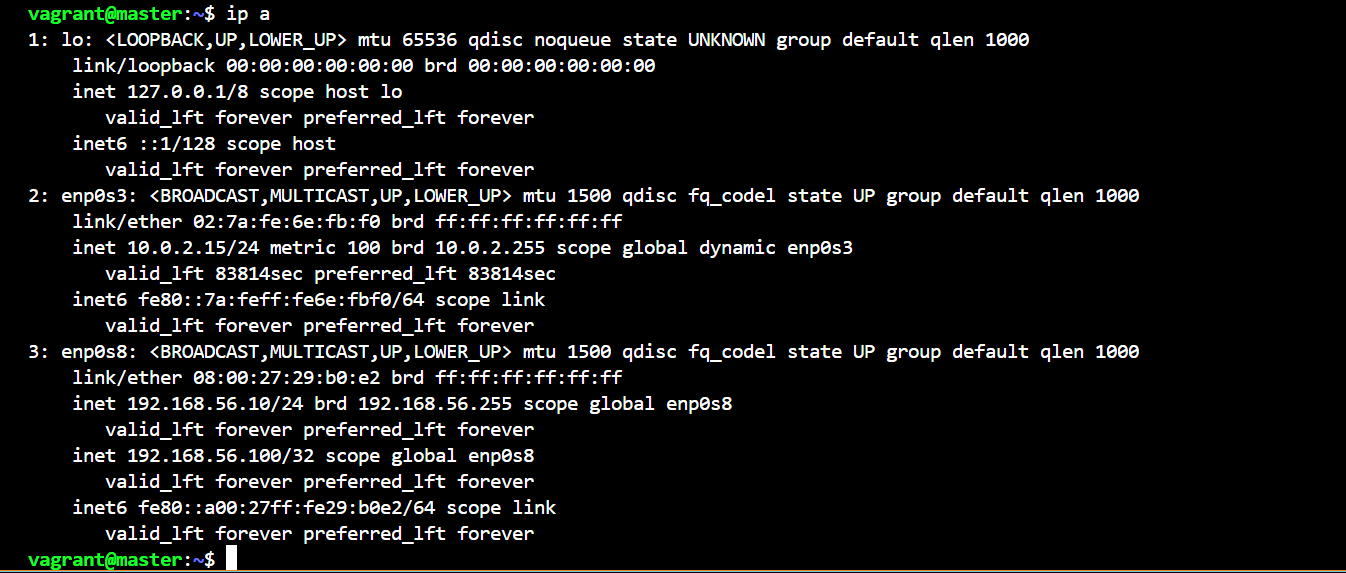 vagrant@master:~$ ip a
1: lo: <LOOPBACK,UP,LOWER_UP> mtu 65536 qdisc noqueue state UNKNOWN group default qlen 1000
    link/loopback 00:00:00:00:00:00 brd 00:00:00:00:00:00
    inet 127.0.0.1/8 scope host lo
       valid_lft forever preferred_lft forever
    inet6 ::1/128 scope host
       valid_lft forever preferred_lft forever
2: enp0s3: <BROADCAST,MULTICAST,UP,LOWER_UP> mtu 1500 qdisc fq_codel state UP group default qlen 1000
    link/ether 02:7a:fe:6e:fb:f0 brd ff:ff:ff:ff:ff:ff
    inet 10.0.2.15/24 metric 100 brd 10.0.2.255 scope global dynamic enp0s3
       valid_lft 83814sec preferred_lft 83814sec
    inet6 fe80::7a:feff:fe6e:fbf0/64 scope link
       valid_lft forever preferred_lft forever
3: enp0s8: <BROADCAST,MULTICAST,UP,LOWER_UP> mtu 1500 qdisc fq_codel state UP group default qlen 1000
    link/ether 08:00:27:29:b0:e2 brd ff:ff:ff:ff:ff:ff
    inet 192.168.56.10/24 brd 192.168.56.255 scope global enp0s8
       valid_lft forever preferred_lft forever
    inet 192.168.56.100/32 scope global enp0s8
       valid_lft forever preferred_lft forever
    inet6 fe80::a00:27ff:fe29:b0e2/64 scope link
       valid_lft forever preferred_lft forever
vagrant@master:~$